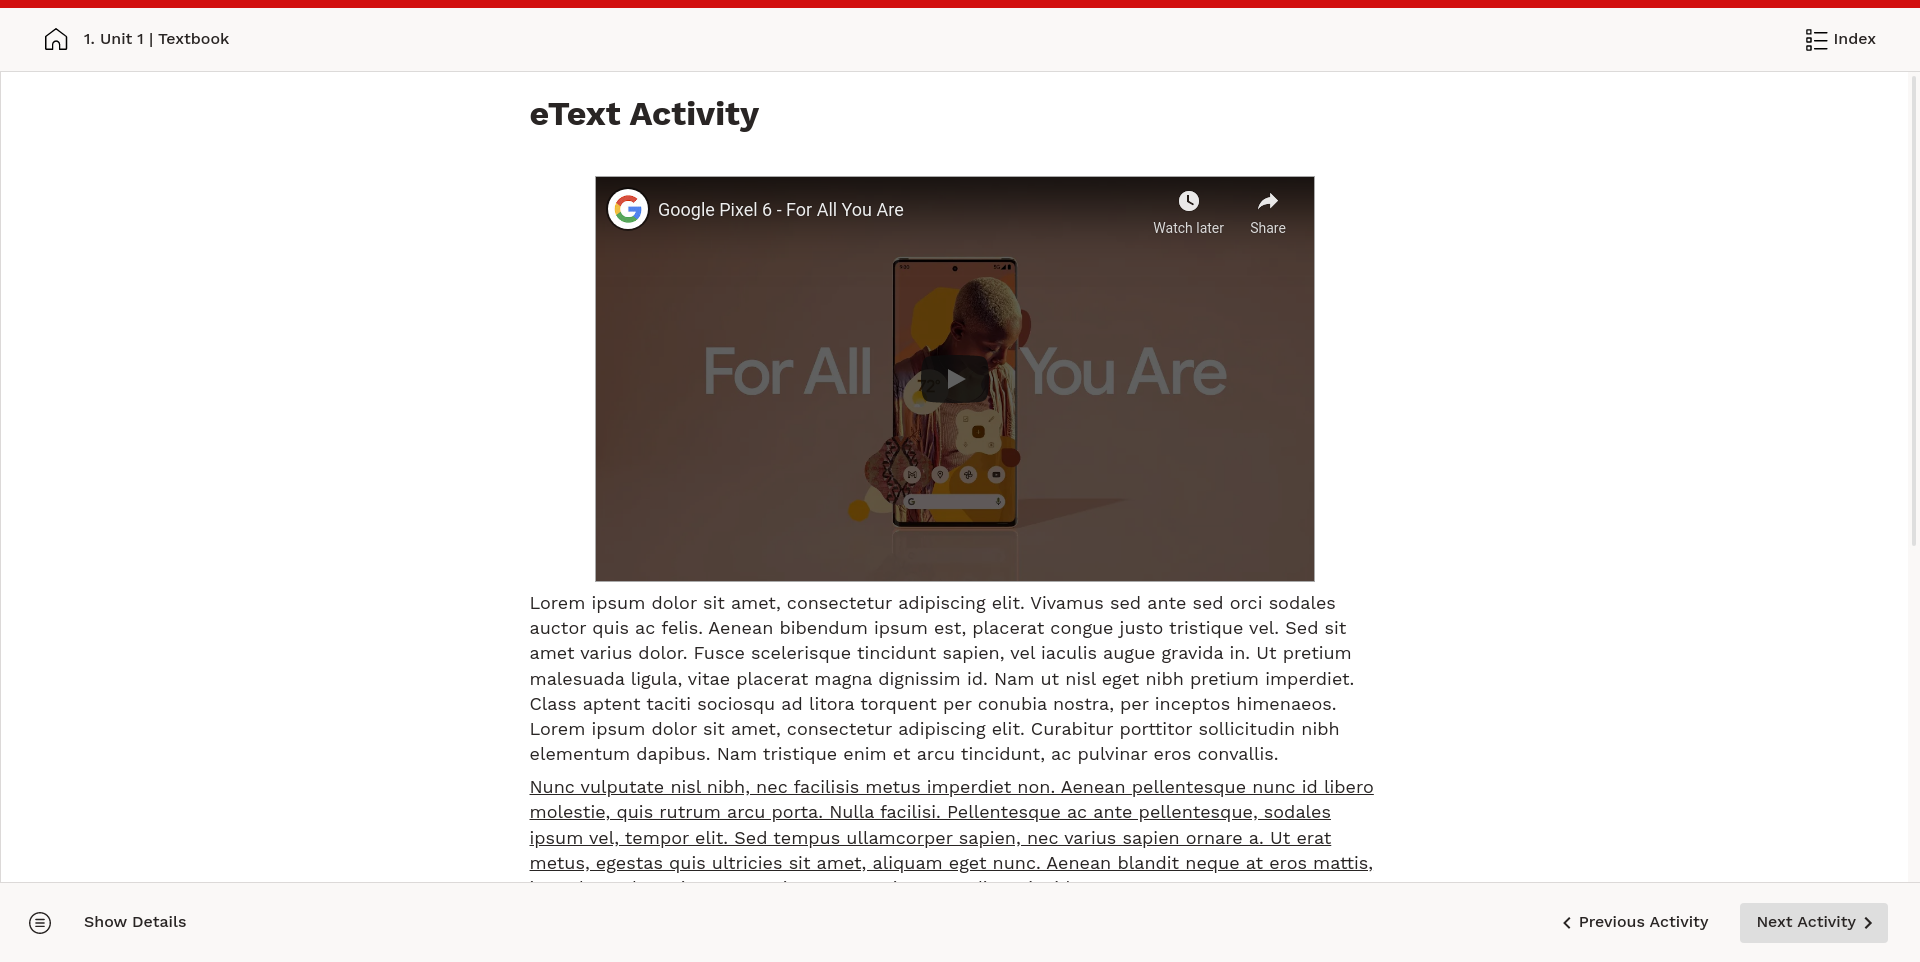 1. Unit 1 | Textbook
Index
eText Activity
Google Pixel 6 - For All You Are
Watch later
Share
For All You Are
72°
Lorem ipsum dolor sit amet, consectetur adipiscing elit. Vivamus sed ante sed orci sodales
auctor quis ac felis. Aenean bibendum ipsum est, placerat congue justo tristique vel. Sed sit
amet varius dolor. Fusce scelerisque tincidunt sapien, vel iaculis augue gravida in. Ut pretium
malesuada ligula, vitae placerat magna dignissim id. Nam ut nisl eget nibh pretium imperdiet.
Class aptent taciti sociosqu ad litora torquent per conubia nostra, per inceptos himenaeos.
Lorem ipsum dolor sit amet, consectetur adipiscing elit. Curabitur porttitor sollicitudin nibh
elementum dapibus. Nam tristique enim et arcu tincidunt, ac pulvinar eros convallis.
Nunc vulputate nisl nibh, nec facilisis metus imperdiet non. Aenean pellentesque nunc id libero
molestie, quis rutrum arcu porta. Nulla facilisi. Pellentesque ac ante pellentesque, sodales
ipsum vel, tempor elit. Sed tempus ullamcorper sapien, nec varius sapien ornare a. Ut erat
metus, egestas quis ultricies sit amet, aliquam eget nunc. Aenean blandit neque at eros mattis,
Show Details
Previous Activity
Next Activity